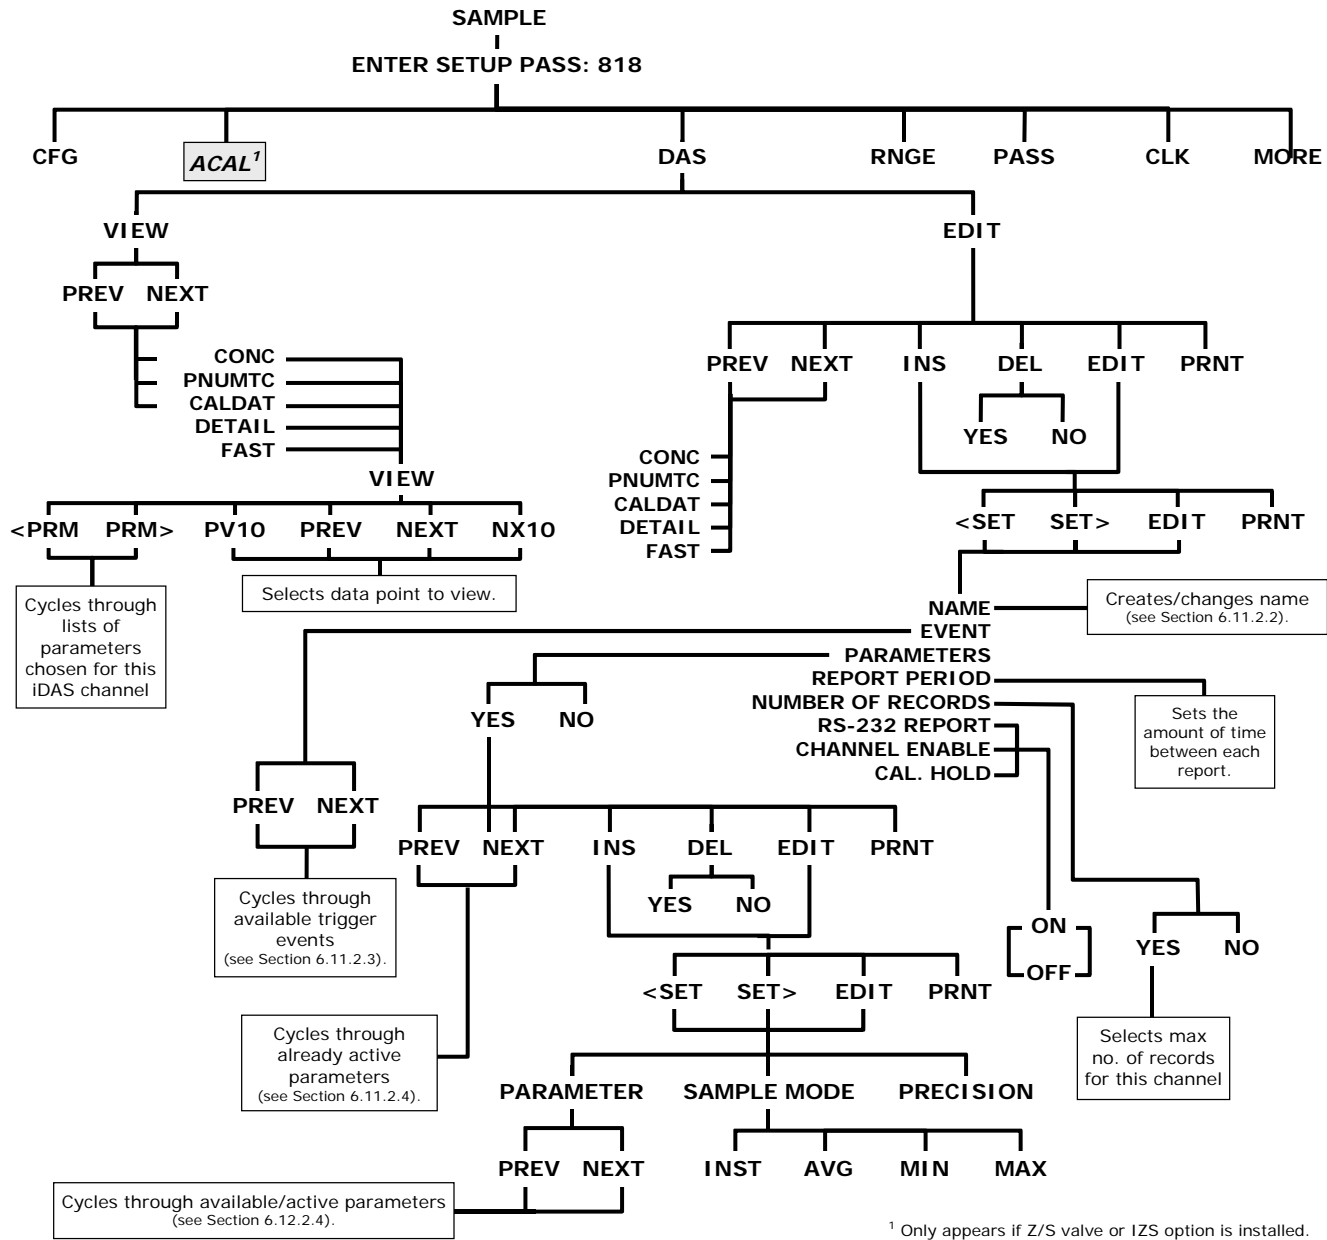 SAMPLE
ENTER SETUP PASS: 818
CFG
ACAL¹
DAS
RNGE
PASS
CLK
MORE
VIEW
EDIT
PREV NEXT
CONC
PNUMTC
CALDAT
DETAIL
FAST
VIEW
<PRM PRM> PV10 PREV NEXT NX10
Cycles through
lists of
parameters
chosen for this
iDAS channel
Selects data point to view.
PREV NEXT INS DEL EDIT PRNT
YES NO
CONC
PNUMTC
CALDAT
DETAIL
FAST
<SET SET> EDIT PRNT
NAME
EVENT
PARAMETERS
REPORT PERIOD
NUMBER OF RECORDS
RS-232 REPORT
CHANNEL ENABLE
CAL. HOLD
Creates/changes name
(see Section 6.11.2.2).
Sets the
amount of time
between each
report.
YES NO
PREV NEXT
Cycles through
available trigger
events
(see Section 6.11.2.3).
PREV NEXT INS DEL EDIT PRNT
YES NO
ON
OFF
YES NO
Selects max
no. of records
for this channel
<SET SET> EDIT PRNT
Cycles through
already active
parameters
(see Section 6.11.2.4).
PARAMETER SAMPLE MODE PRECISION
PREV NEXT INST AVG MIN MAX
Cycles through available/active parameters
(see Section 6.12.2.4).
¹ Only appears if Z/S valve or IZS option is installed.